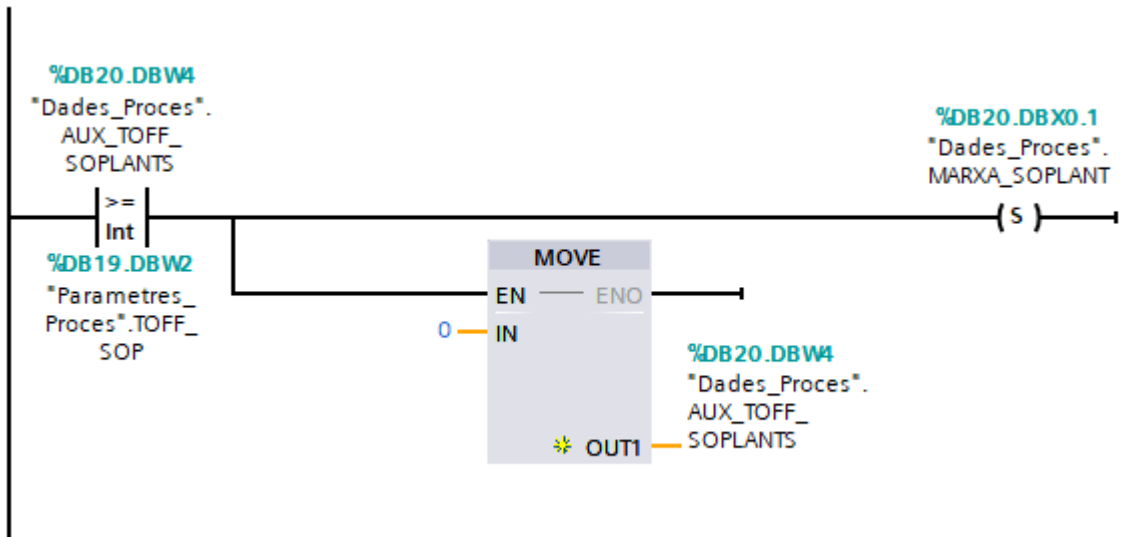 %DB20.DBW4
"Dades_Proces".
AUX_TOFF_
SOPLANTS
>=
Int
%DB19.DBW2
"Parametres_
Proces".TOFF_
SOP
%DB20.DBX0.1
"Dades_Proces".
MARXA_SOPLANT
( S )
MOVE
EN ENO
0 IN
OUT1
%DB20.DBW4
"Dades_Proces".
AUX_TOFF_
SOPLANTS